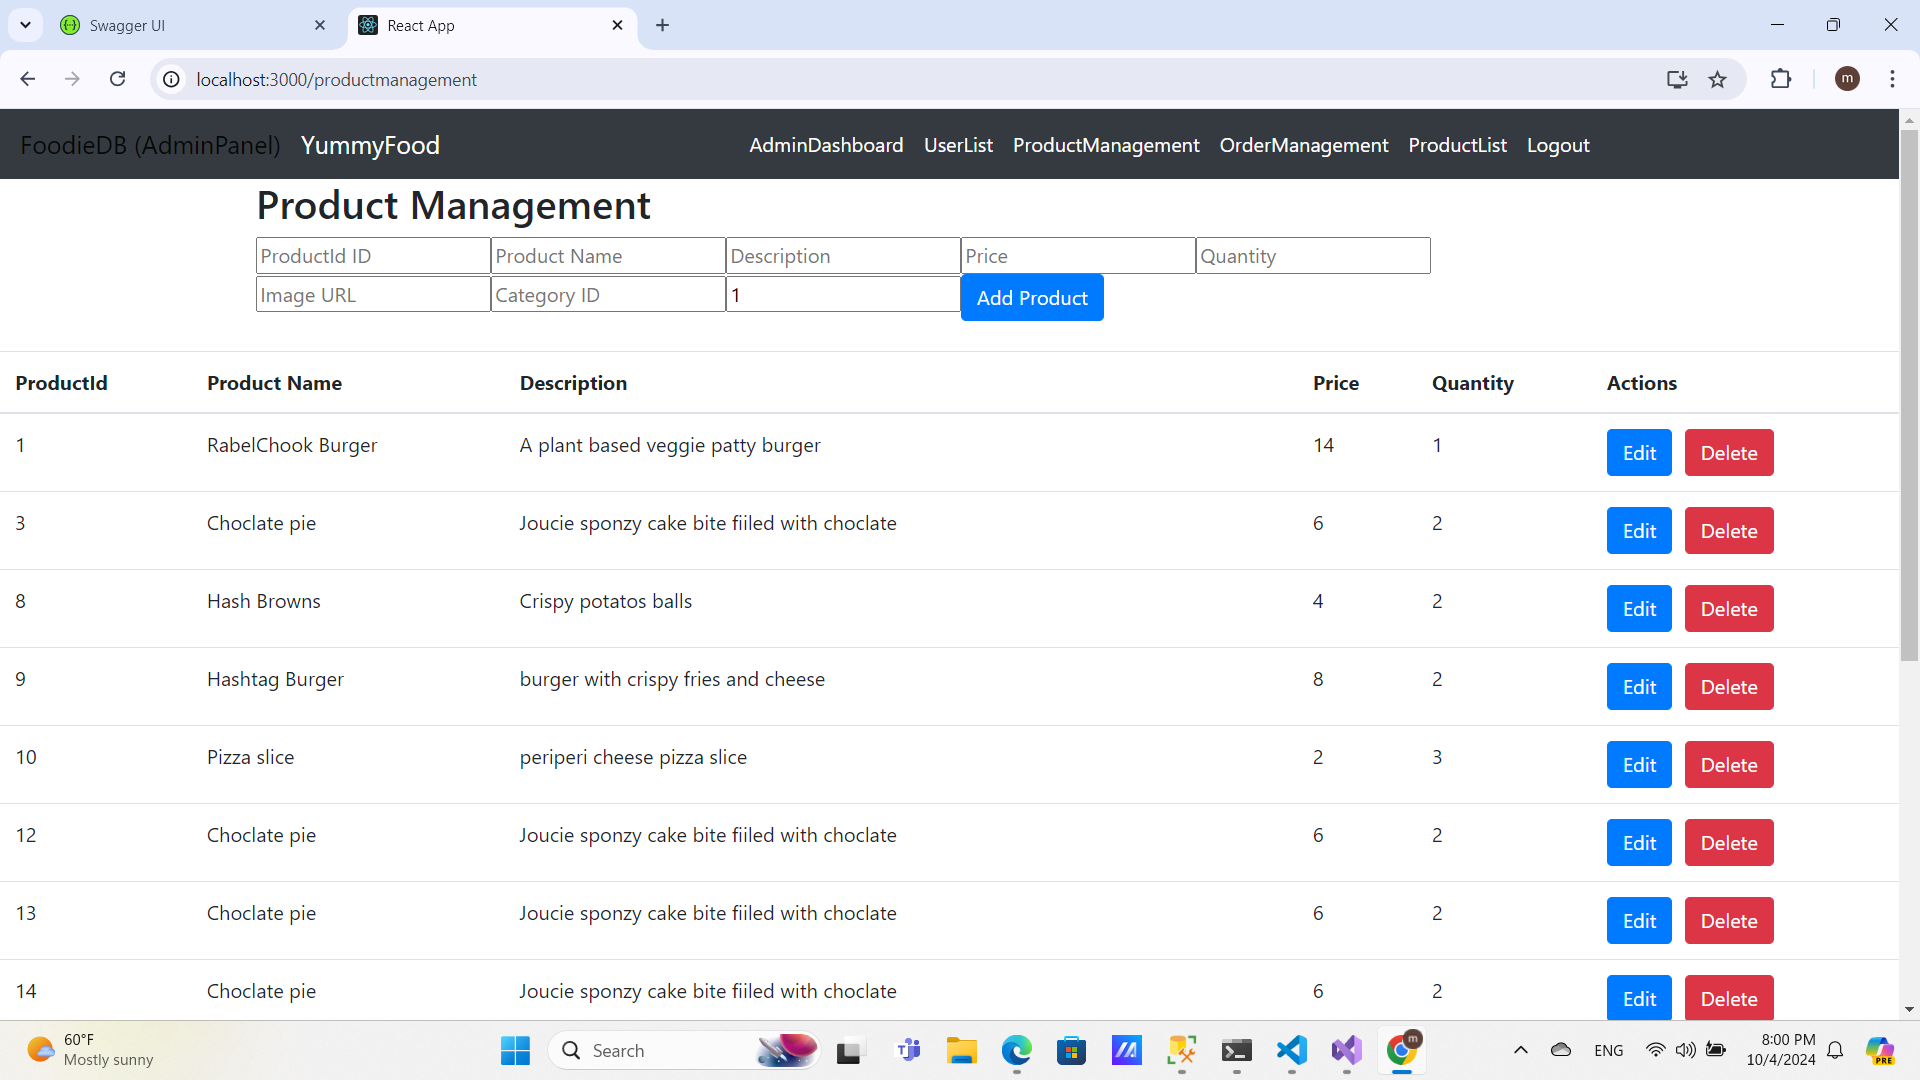 Swagger UI
React App
localhost:3000/productmanagement
m
FoodieDB (AdminPanel) YummyFood AdminDashboard UserList ProductManagement OrderManagement ProductList Logout
Product Management
ProductId ID Product Name Description Price Quantity
Image URL Category ID 1 Add Product
ProductId Product Name Description Price Quantity Actions
1 RabelChook Burger A plant based veggie patty burger 14 1 Edit Delete
3 Choclate pie Joucie sponzy cake bite fiiled with choclate 6 2 Edit Delete
8 Hash Browns Crispy potatos balls 4 2 Edit Delete
9 Hashtag Burger burger with crispy fries and cheese 8 2 Edit Delete
10 Pizza slice periperi cheese pizza slice 2 3 Edit Delete
12 Choclate pie Joucie sponzy cake bite fiiled with choclate 6 2 Edit Delete
13 Choclate pie Joucie sponzy cake bite fiiled with choclate 6 2 Edit Delete
14 Choclate pie Joucie sponzy cake bite fiiled with choclate 6 2 Edit Delete
60°F
Mostly sunny
Search
m
ENG
8:00 PM
10/4/2024
PRE